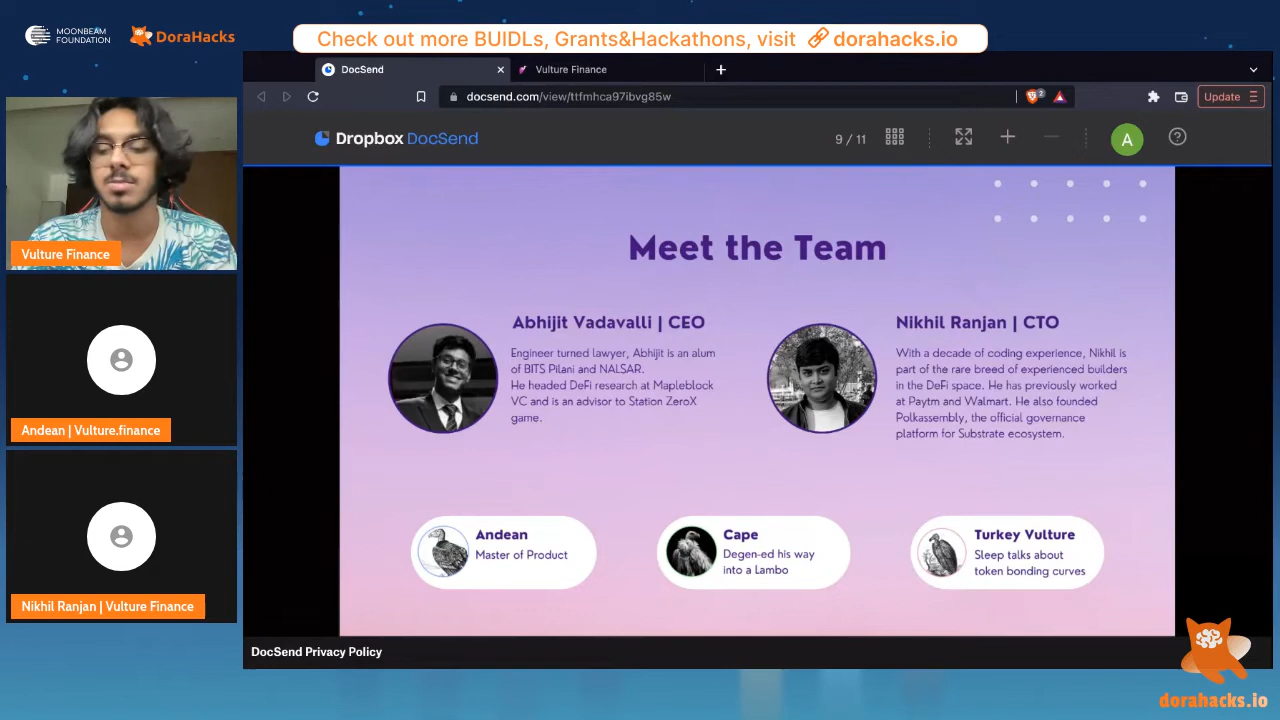 MOONBEAM
FOUNDATION
DoraHacks
Check out more BUIDLs, Grants&Hackathons, visit dorahacks.io
DocSend
Vulture Finance
docsend.com/view/ttfmhca97ibvg85w
2
Update
Dropbox DocSend
9 / 11
A
Vulture Finance
Andean | Vulture.finance
Nikhil Ranjan | Vulture Finance
Meet the Team
Abhijit Vadavalli | CEO
Engineer turned lawyer, Abhijit is an alum
of BITS Pilani and NALSAR.
He headed DeFi research at Mapleblock
VC and is an advisor to Station ZeroX
game.
Nikhil Ranjan | CTO
With a decade of coding experience, Nikhil is
part of the rare breed of experienced builders
in the DeFi space. He has previously worked
at Paytm and Walmart. He also founded
Polkassembly, the official governance
platform for Substrate ecosystem.
Andean
Master of Product
Cape
Degen-ed his way
into a Lambo
Turkey Vulture
Sleep talks about
token bonding curves
DocSend Privacy Policy
dorahacks.io